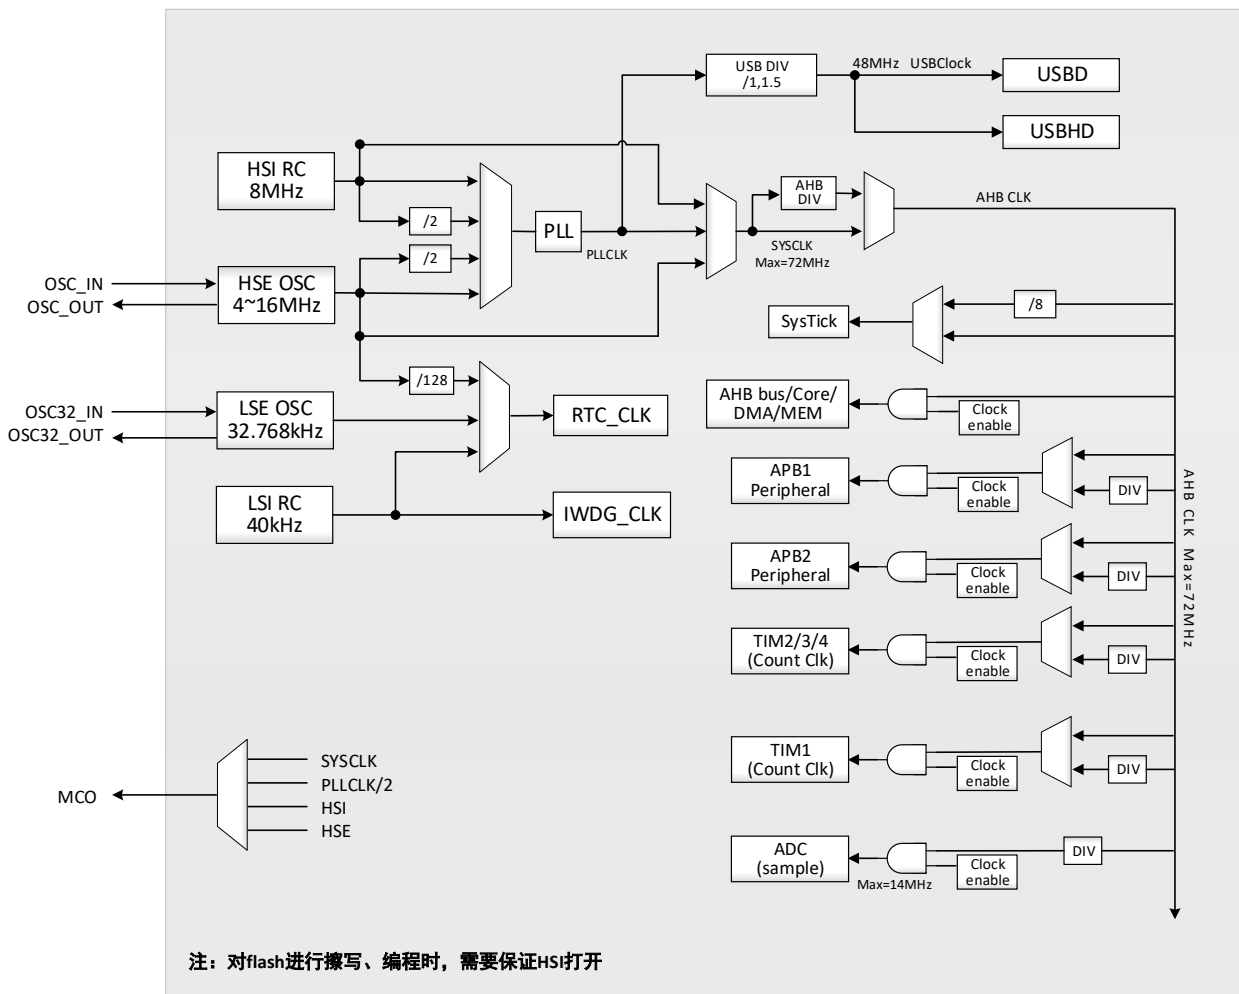 USB DIV
/1,1.5
48MHz USBClock
USBD
USBHD
HSI RC
8MHz
/2
/2
PLL
PLLCLK
AHB
DIV
AHB CLK
SYSCLK
Max=72MHz
OSC_IN
OSC_OUT
HSE OSC
4~16MHz
/8
SysTick
/128
OSC32_IN
OSC32_OUT
LSE OSC
32.768kHz
RTC_CLK
AHB bus/Core/
DMA/MEM
Clock
enable
LSI RC
40kHz
IWDG_CLK
APB1
Peripheral
Clock
enable
DIV
AHB CLK Max=72MHz
APB2
Peripheral
Clock
enable
DIV
TIM2/3/4
(Count Clk)
Clock
enable
DIV
TIM1
(Count Clk)
Clock
enable
DIV
MCO
SYSCLK
PLLCLK/2
HSI
HSE
ADC
(sample)
Max=14MHz
Clock
enable
DIV
注：对flash进行擦写、编程时，需要保证HSI打开